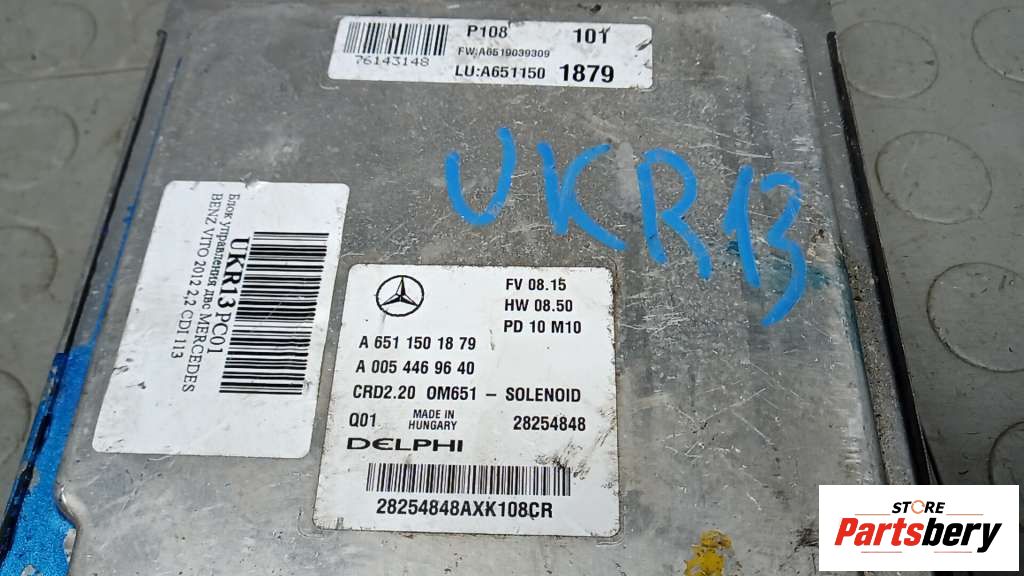 P108 101
FW:A6519039309
76143148
LU:A651150 1879
UKR13
Блок управления двс MERCEDES
BENZ VITO 2012 2,2 CDI 113
UKR13 PC01
FV 08.15
HW 08.50
PD 10 M10
A 651 150 18 79
A 005 446 96 40
CRD2.20 OM651 – SOLENOID
Q01 MADE IN HUNGARY 28254848
DELPHI
28254848AXK108CR
STORE
Partsbery